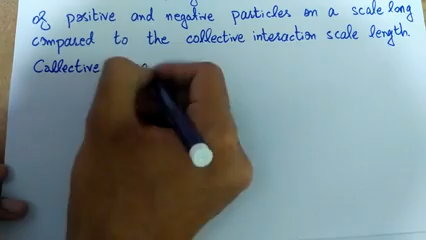 of positive and negative particles on a scale long
compared to the collective interaction scale length.
Collective